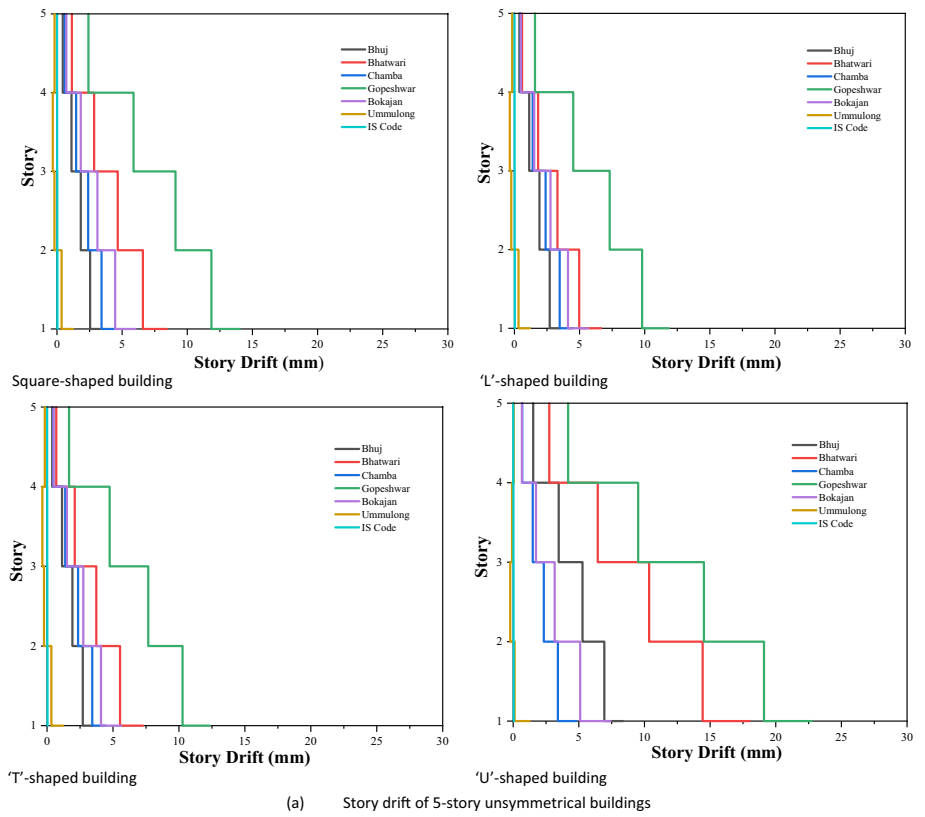 5
4
3
2
1
Story
0
5
10
15
20
25
30
Story Drift (mm)
Bhuj
Bhatwari
Chamba
Gopeshwar
Bokajan
Ummulong
IS Code
Square-shaped building
5
4
3
2
1
Story
0
5
10
15
20
25
30
Story Drift (mm)
Bhuj
Bhatwari
Chamba
Gopeshwar
Bokajan
Ummulong
IS Code
‘L’-shaped building
5
4
3
2
1
Story
0
5
10
15
20
25
30
Story Drift (mm)
Bhuj
Bhatwari
Chamba
Gopeshwar
Bokajan
Ummulong
IS Code
‘T’-shaped building
5
4
3
2
1
Story
0
5
10
15
20
25
30
Story Drift (mm)
Bhuj
Bhatwari
Chamba
Gopeshwar
Bokajan
Ummulong
IS Code
‘U’-shaped building
(a) Story drift of 5-story unsymmetrical buildings